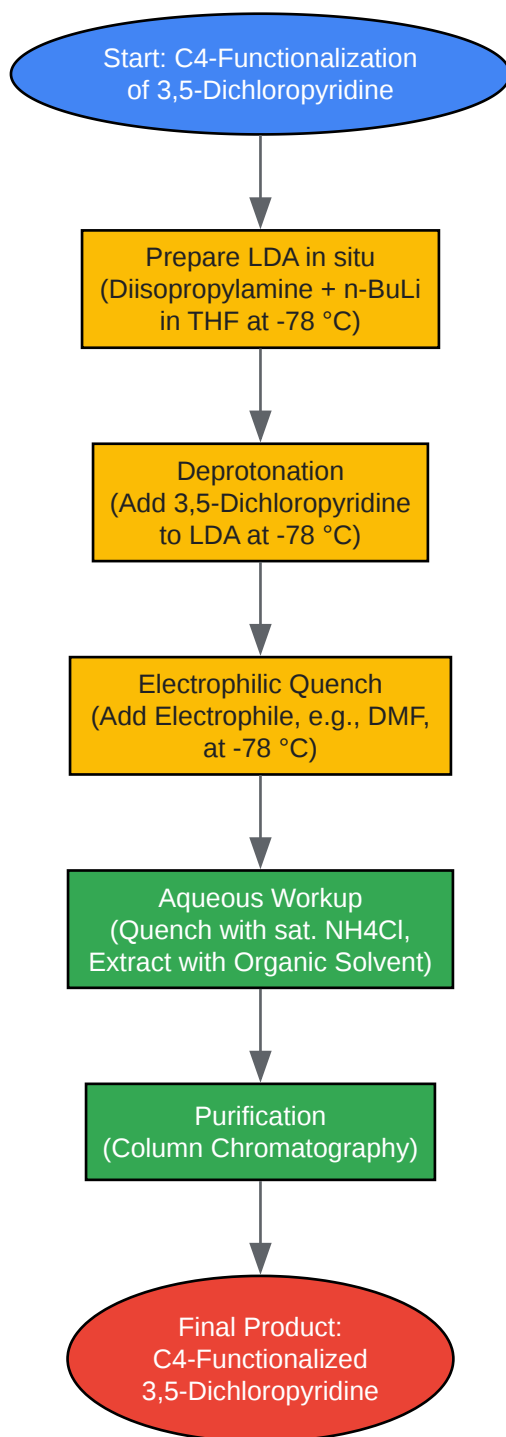 Start: C4-Functionalization
of 3,5-Dichloropyridine
Prepare LDA in situ
(Diisopropylamine + n-BuLi
in THF at -78 °C)
Deprotonation
(Add 3,5-Dichloropyridine
to LDA at -78 °C)
Electrophilic Quench
(Add Electrophile, e.g., DMF,
at -78 °C)
Aqueous Workup
(Quench with sat. NH4Cl,
Extract with Organic Solvent)
Purification
(Column Chromatography)
Final Product:
C4-Functionalized
3,5-Dichloropyridine